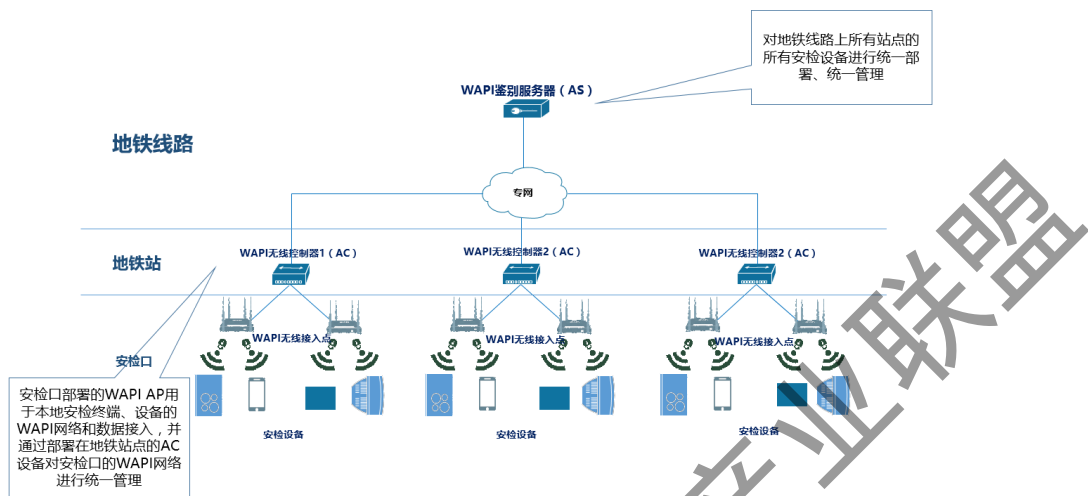 对地铁线路上所有站点的
所有安检设备进行统一部
署、统一管理
WAPI鉴别服务器（AS）
地铁线路
专网
地铁站
WAPI无线控制器1（AC）
WAPI无线控制器2（AC）
WAPI无线控制器2（AC）
WAPI无线接入点
WAPI无线接入点
WAPI无线接入点
安检口
安检口部署的WAPI AP用
于本地安检终端、设备的
WAPI网络和数据接入，并
通过部署在地铁站点的AC
设备对安检口的WAPI网络
进行统一管理
安检设备
安检设备
安检设备
产业联盟